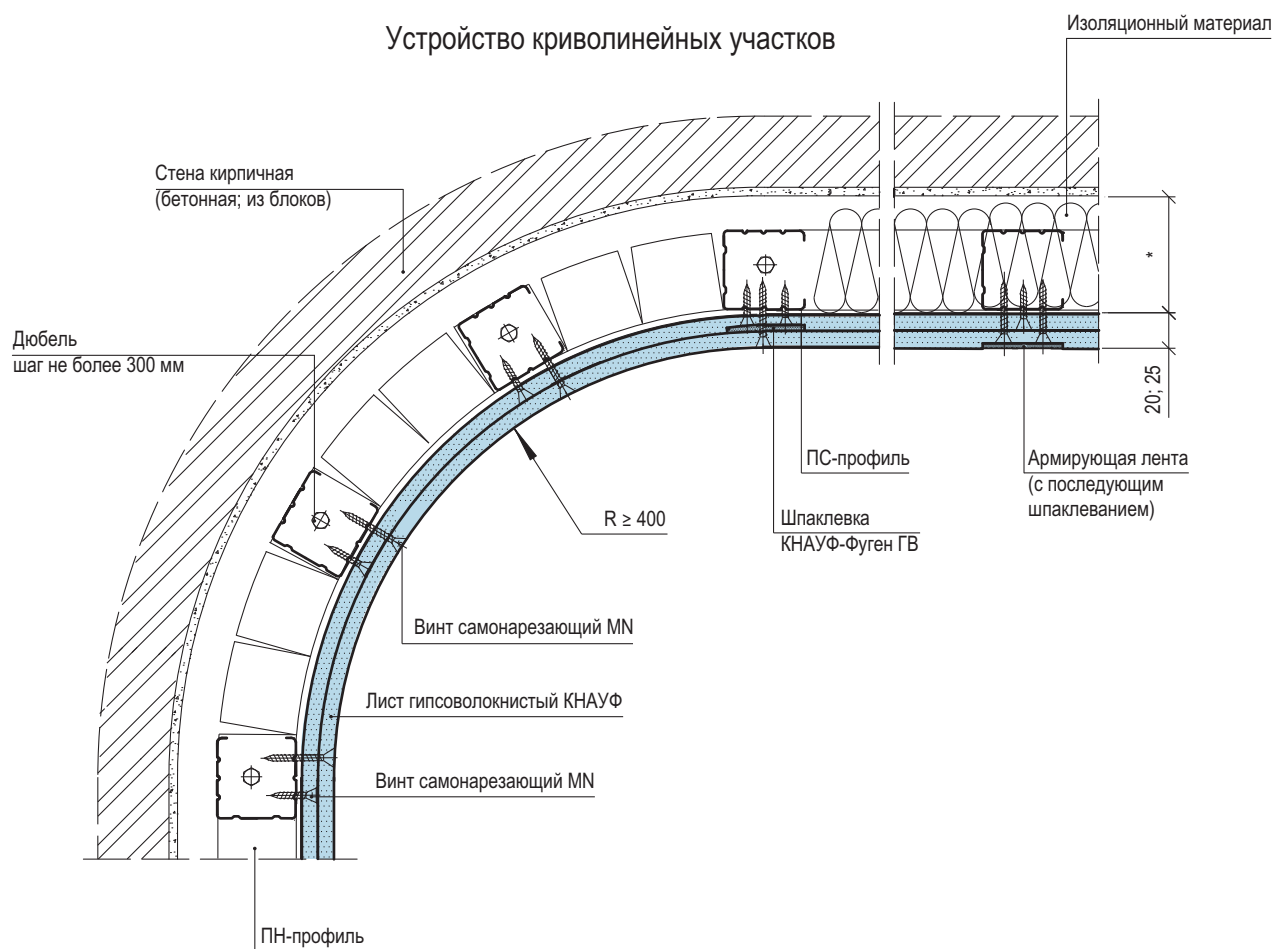 Устройство криволинейных участков
Изоляционный материал
Стена кирпичная
(бетонная; из блоков)
*
Дюбель
шаг не более 300 мм
20; 25
ПС-профиль
Армирующая лента
(с последующим
шпаклеванием)
R ≥ 400
Шпаклевка
КНАУФ-Фуген ГВ
Винт самонарезающий MN
Лист гипсоволокнистый КНАУФ
Винт самонарезающий MN
ПН-профиль